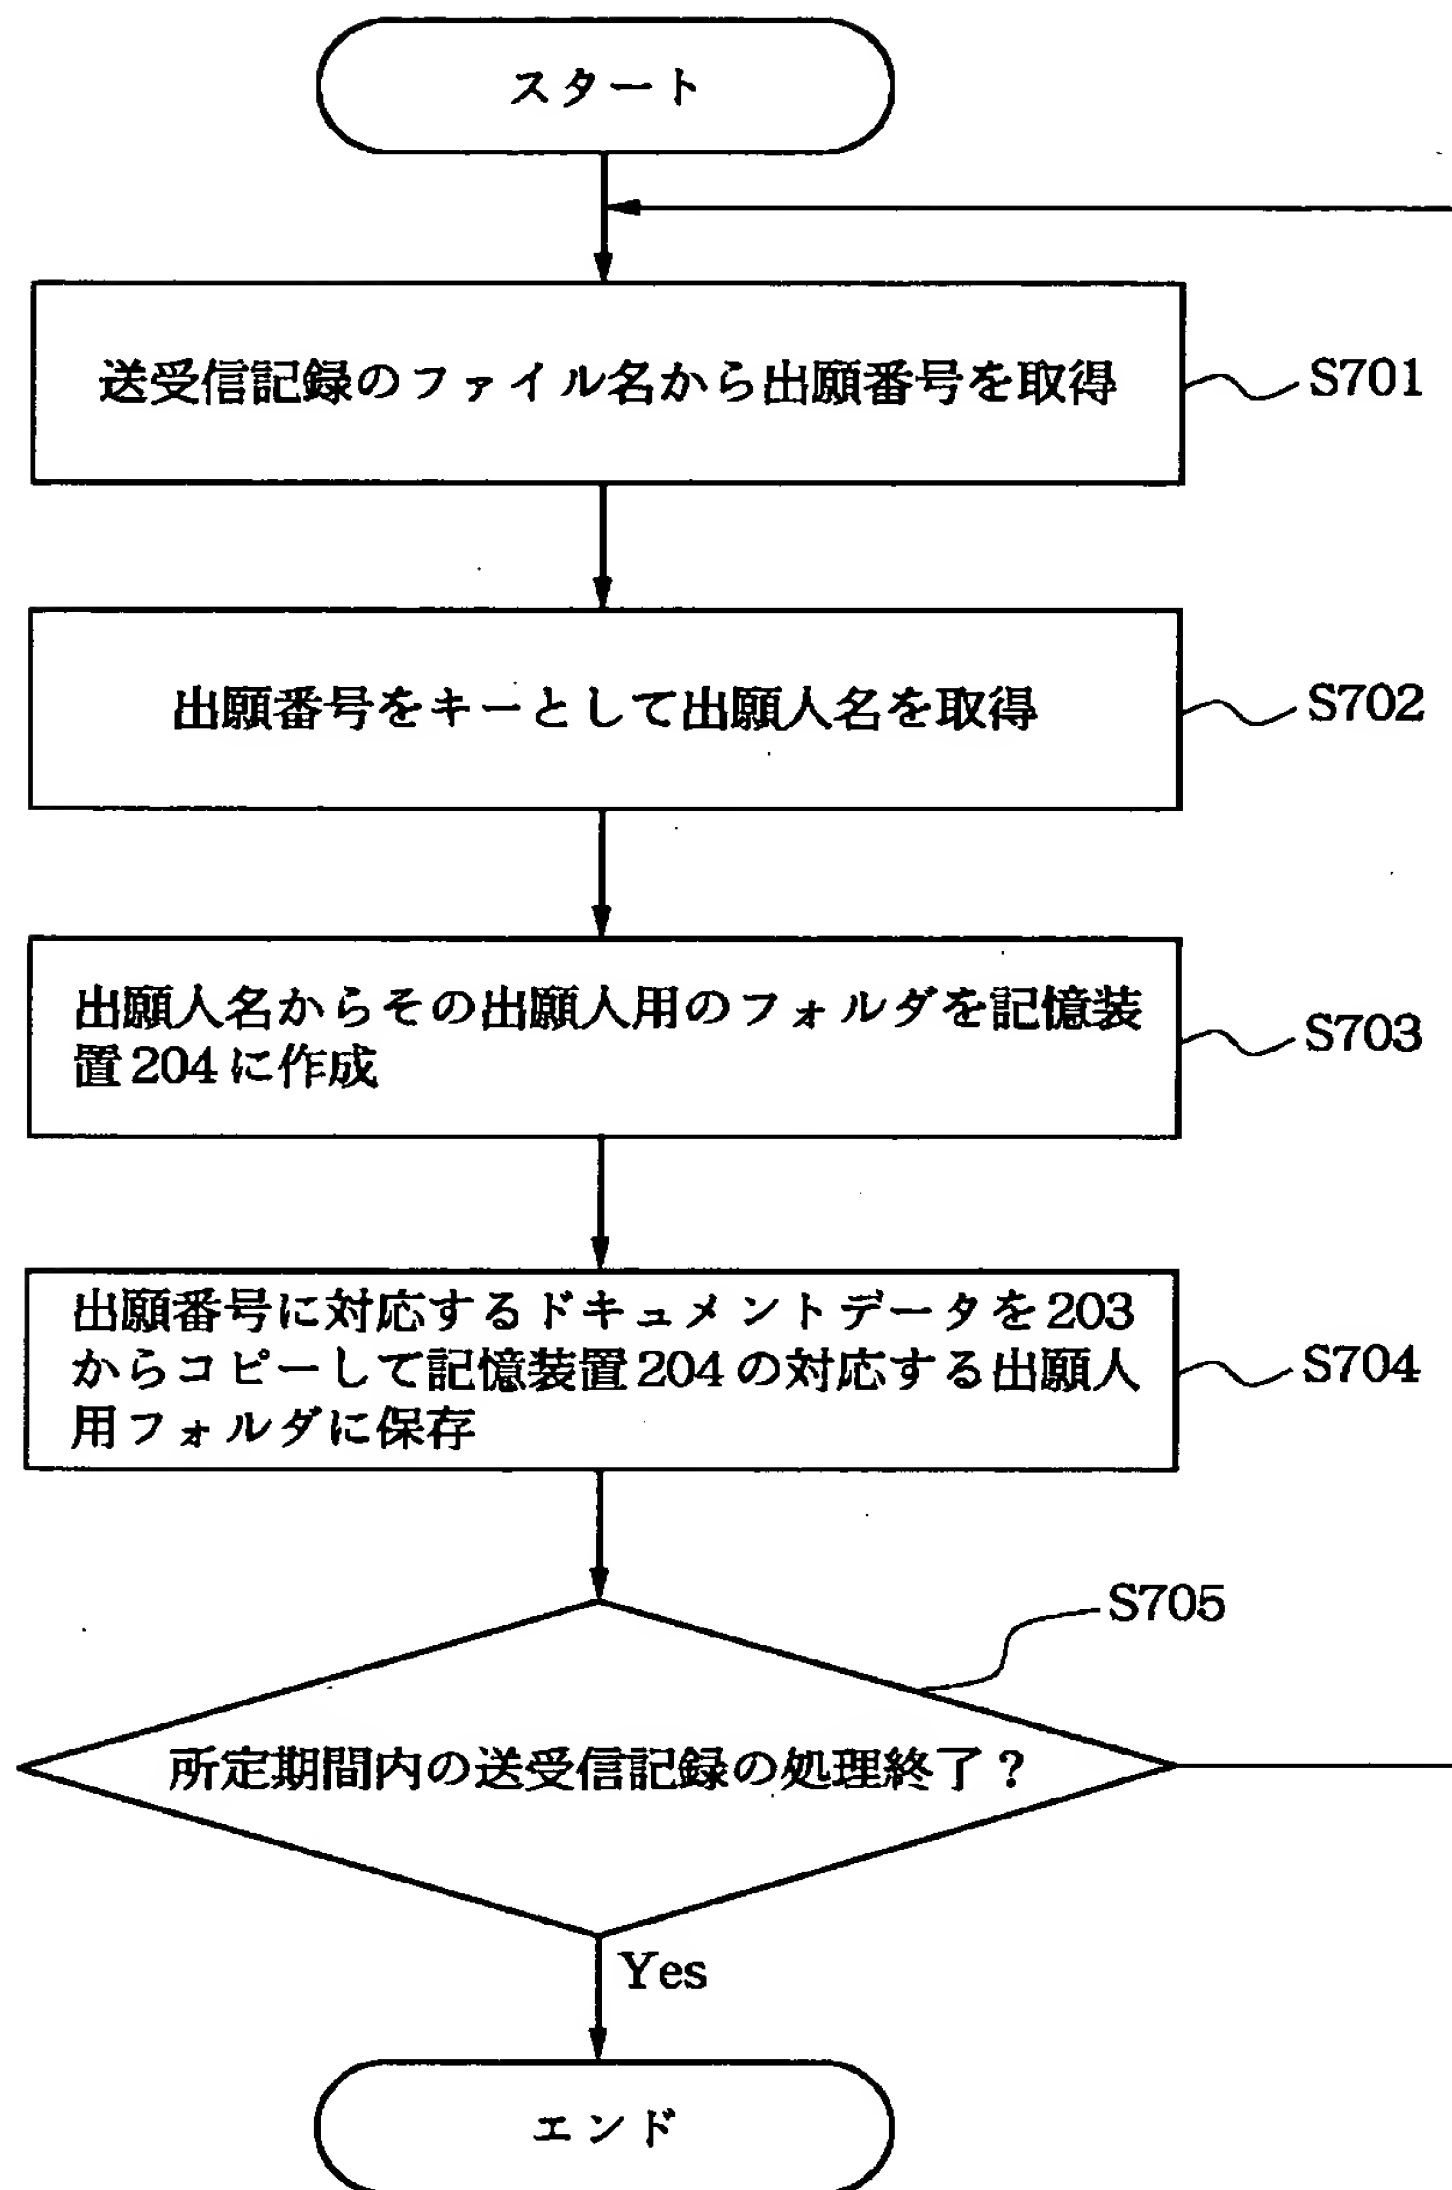 スタート
送受信記録のファイル名から出願番号を取得
S701
出願番号をキーとして出願人名を取得
S702
出願人名からその出願人用のフォルダを記憶装
置204に作成
S703
出願番号に対応するドキュメントデータを203
からコピーして記憶装置204の対応する出願人
用フォルダに保存
S704
S705
所定期間内の送受信記録の処理終了？
Yes
エンド